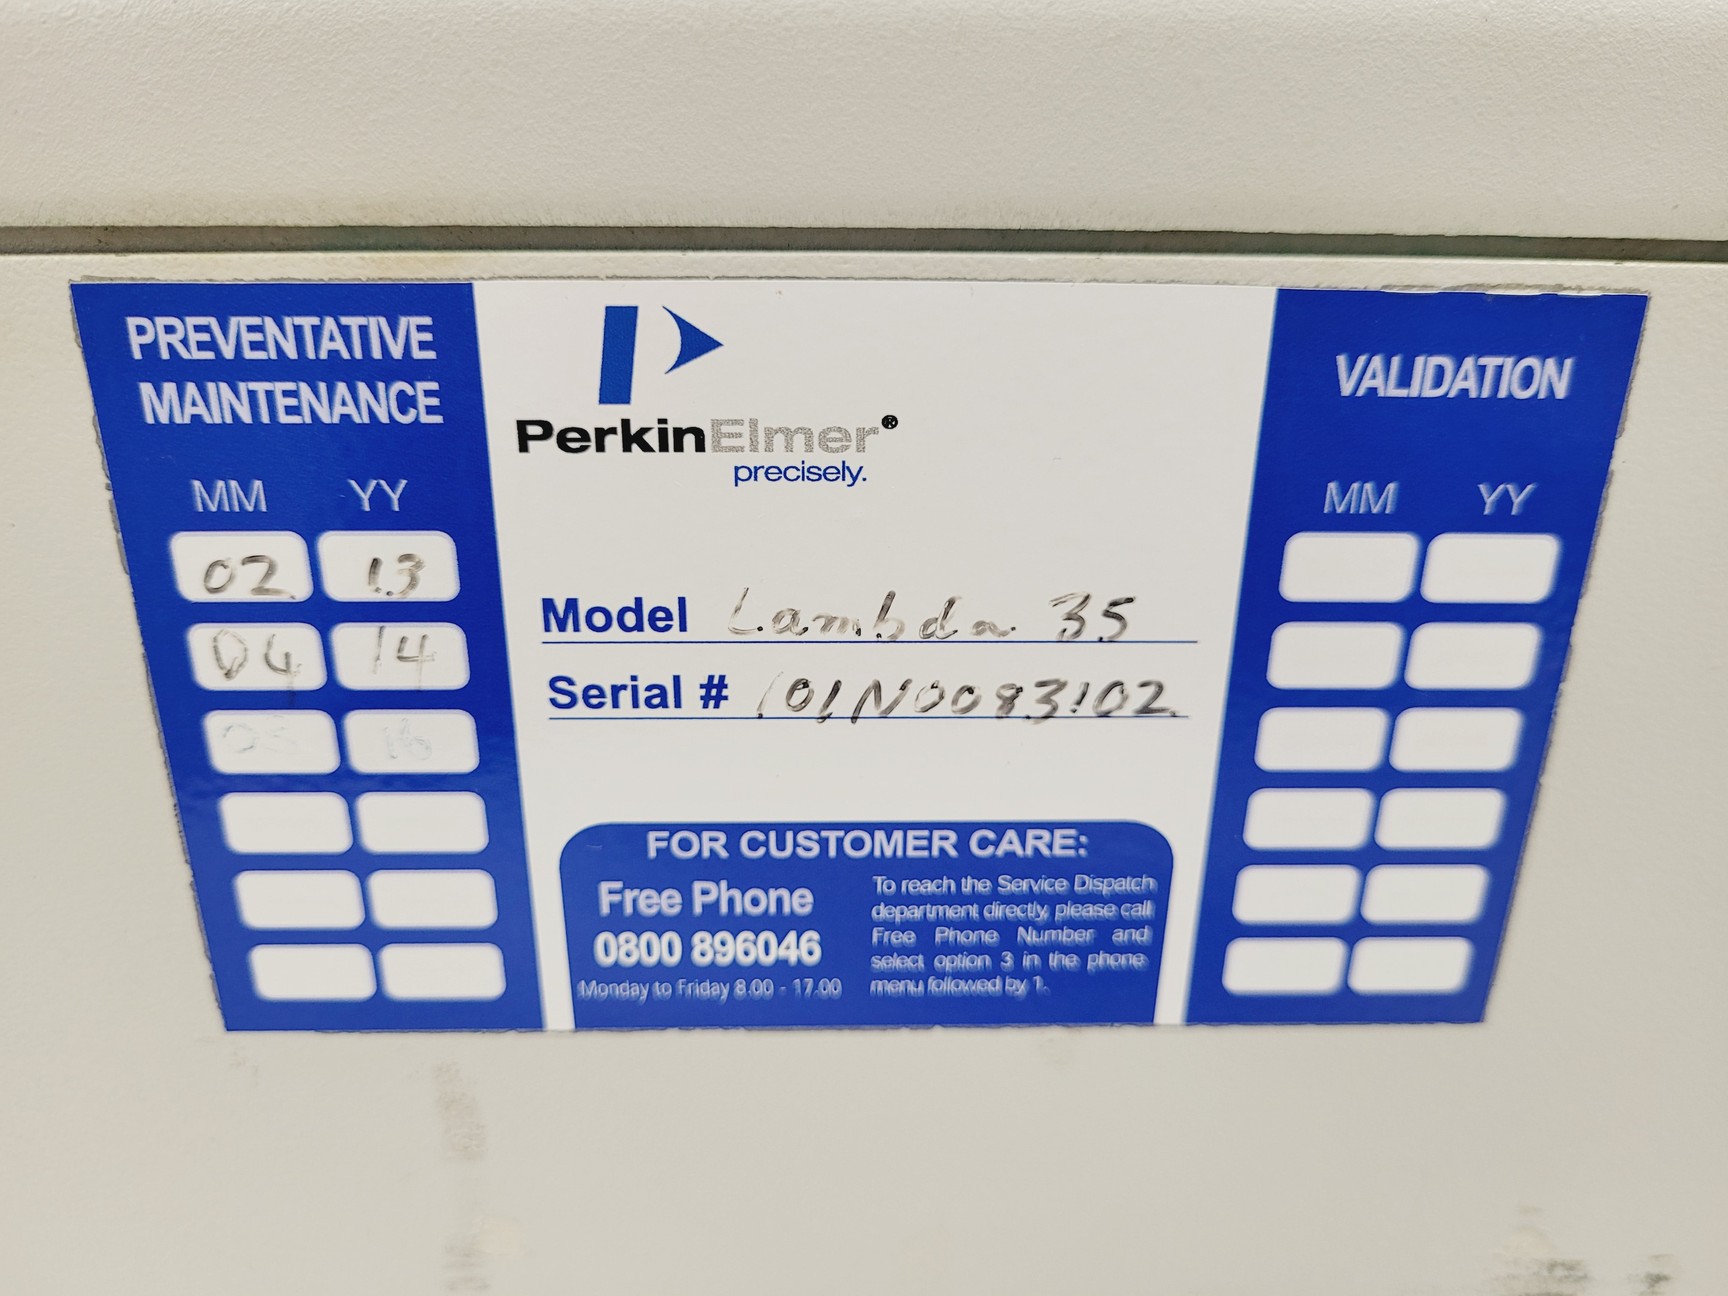 PREVENTATIVE
MAINTENANCE
MM YY
02 13
04 14
PerkinElmer®
precisely.
Model Lambda 35
Serial # 101N0083102
FOR CUSTOMER CARE:
Free Phone
0800 896046
Monday to Friday 8.00 - 17.00
To reach the Service Dispatch
department directly, please call
Free Phone Number and
select option 3 in the phone
menu followed by 1.
VALIDATION
MM YY